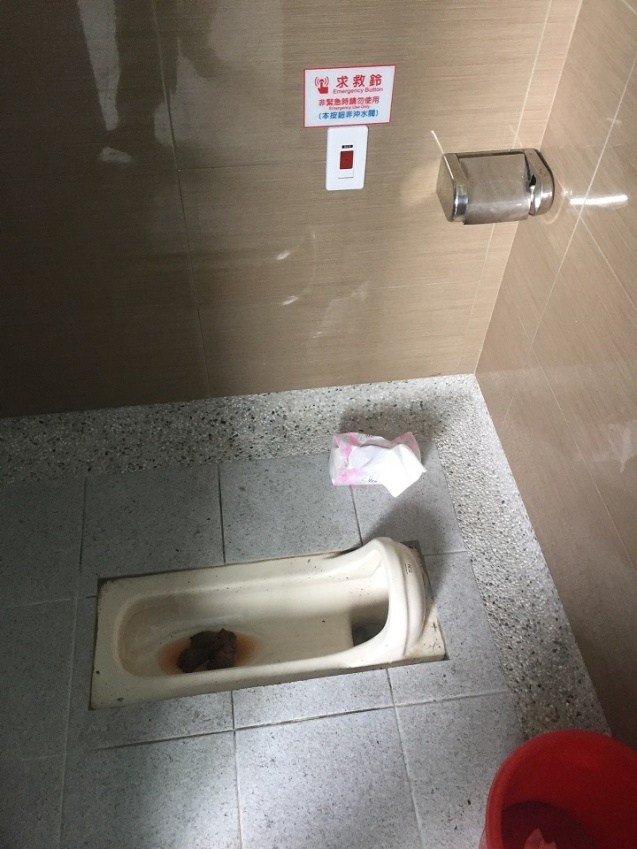 求救鈴
Emergency Button
非緊急時請勿使用
Emergency Use Only
(本按鈕非沖水閥)